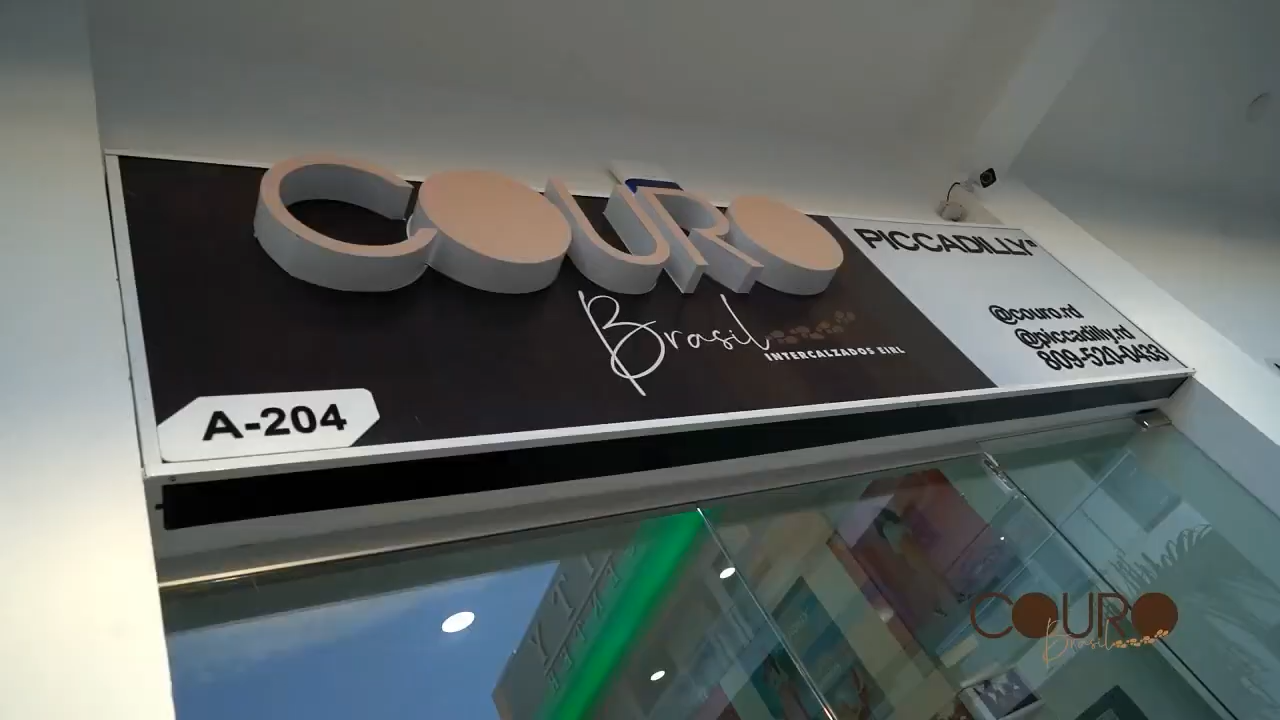 COURO
Brasil
INTERCALZADOS EIRL
A-204
PICCADILLY®
@couro.rd
@piccadilly.rd
809-520-0433
COURO
Brasil